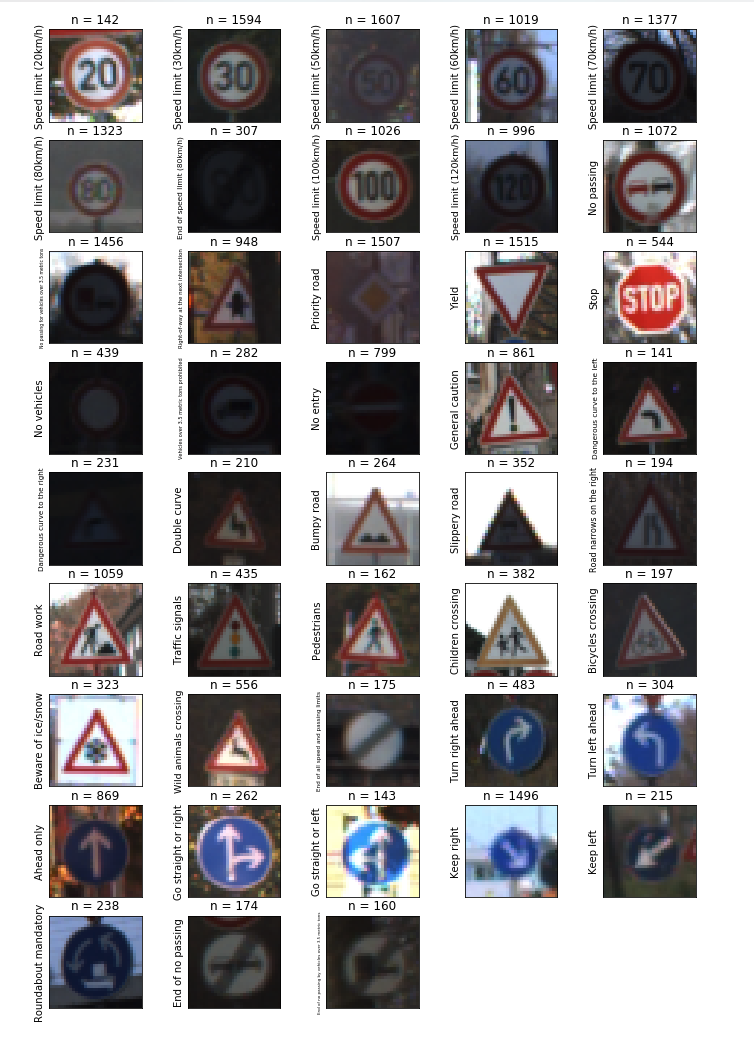 n = 142
n = 1594
n = 1607
n = 1019
n = 1377
Speed limit (20km/h)
20
Speed limit (30km/h)
30
Speed limit (50km/h)
50
Speed limit (60km/h)
60
Speed limit (70km/h)
70
n = 1323
n = 307
n = 1026
n = 996
n = 1072
Speed limit (80km/h)
80
End of speed limit (80km/h)
Speed limit (100km/h)
100
Speed limit (120km/h)
120
No passing
n = 1456
n = 948
n = 1507
n = 1515
n = 544
No passing for vehicles over 3.5 metric tons
Right-of-way at the next intersection
Priority road
Yield
Stop
STOP
n = 439
n = 282
n = 799
n = 861
n = 141
No vehicles
Vehicles over 3.5 metric tons prohibited
No entry
General caution
Dangerous curve to the left
n = 231
n = 210
n = 264
n = 352
n = 194
Dangerous curve to the right
Double curve
Bumpy road
Slippery road
Road narrows on the right
n = 1059
n = 435
n = 162
n = 382
n = 197
Road work
Traffic signals
Pedestrians
Children crossing
Bicycles crossing
n = 323
n = 556
n = 175
n = 483
n = 304
Beware of ice/snow
Wild animals crossing
End of all speed and passing limits
Turn right ahead
Turn left ahead
n = 869
n = 262
n = 143
n = 1496
n = 215
Ahead only
Go straight or right
Go straight or left
Keep right
Keep left
n = 238
n = 174
n = 160
Roundabout mandatory
End of no passing
End of no passing by vehicles over 3.5 metric tons